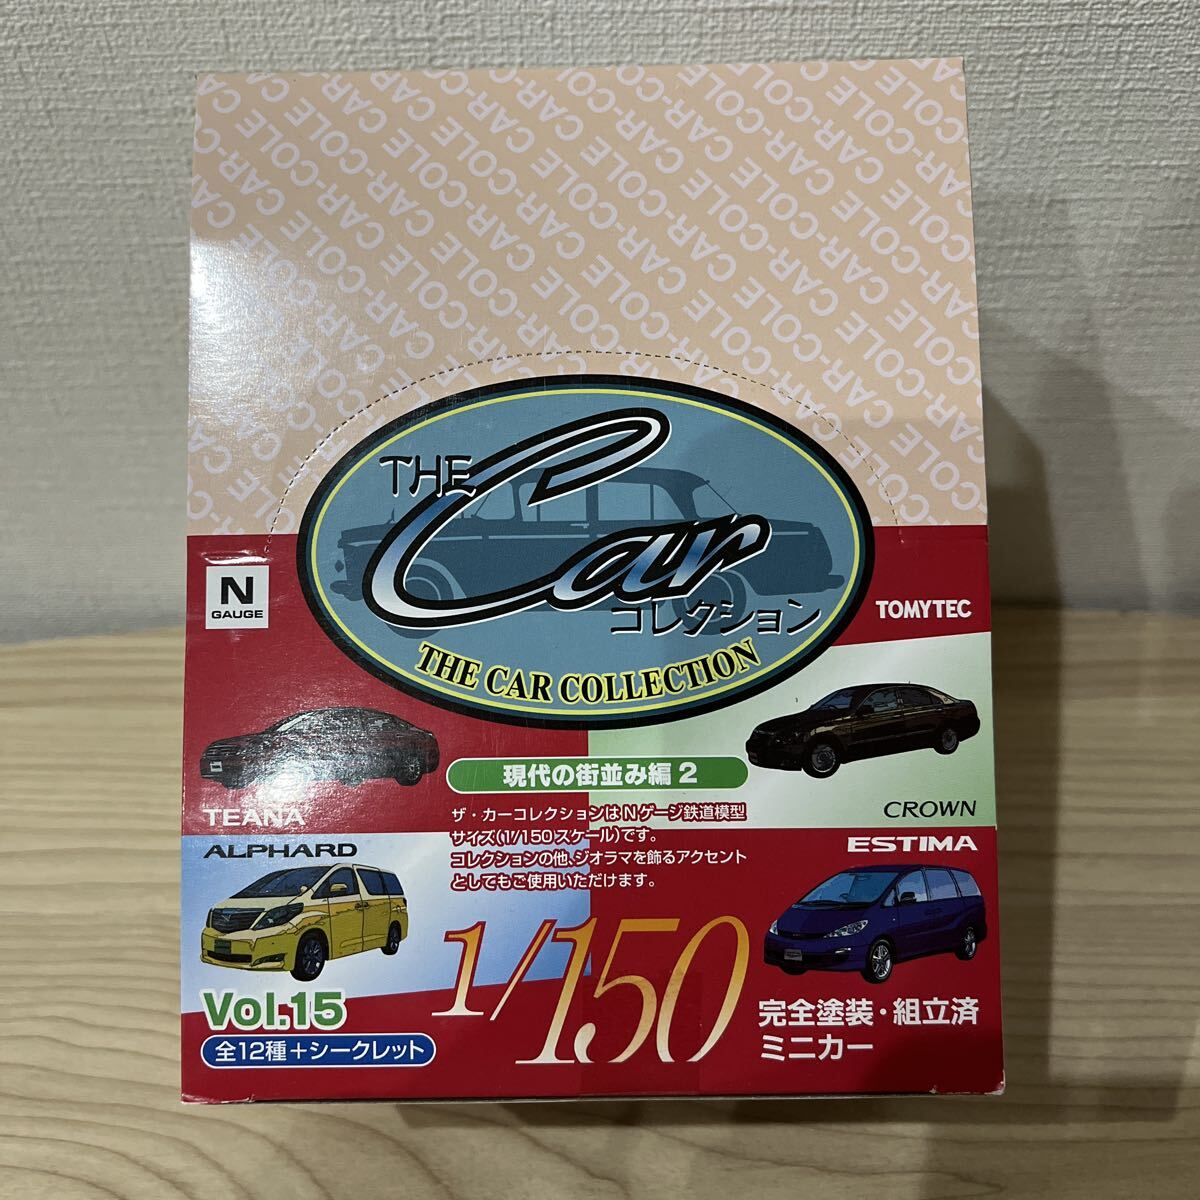 CAR-COLE CAR-COLE CAR-COLE CAR-COLE
THE Car
コレクション
THE CAR COLLECTION
N
GAUGE
TOMYTEC
TEANA
CROWN
現代の街並み編 2
ザ・カーコレクションはNゲージ鉄道模型
サイズ(1/150スケール)です。
コレクションの他、ジオラマを飾るアクセント
としてもご使用いただけます。
ALPHARD
ESTIMA
1/150
Vol.15
全12種+シークレット
完全塗装・組立済
ミニカー